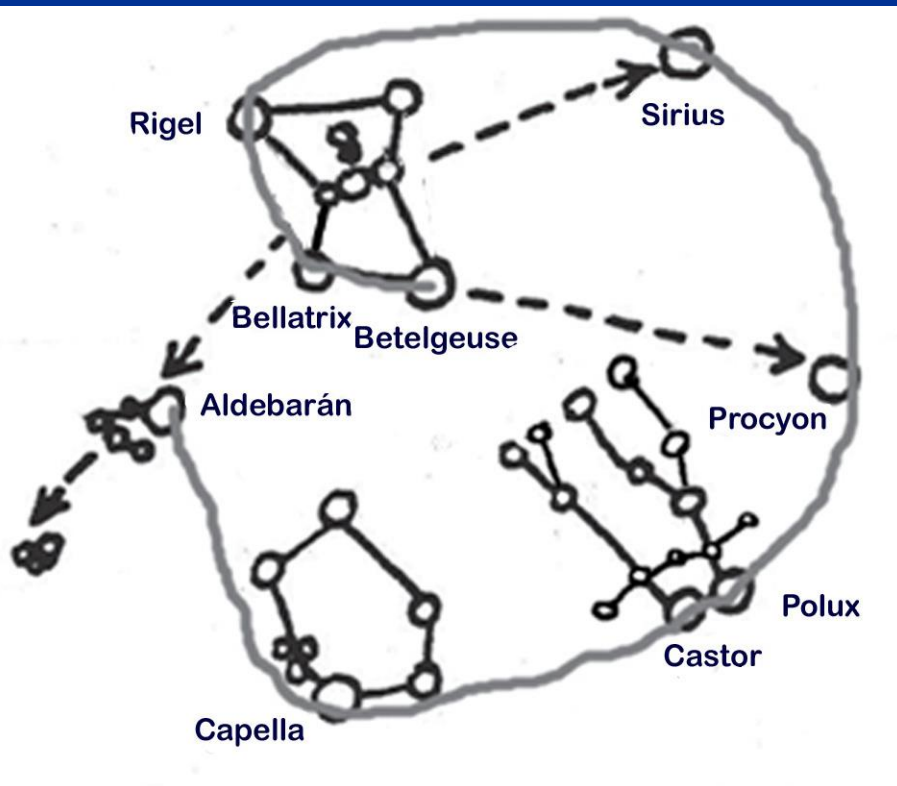 Sirius
Rigel
Bellatrix
Betelgeuse
Aldebarán
Procyon
Polux
Castor
Capella